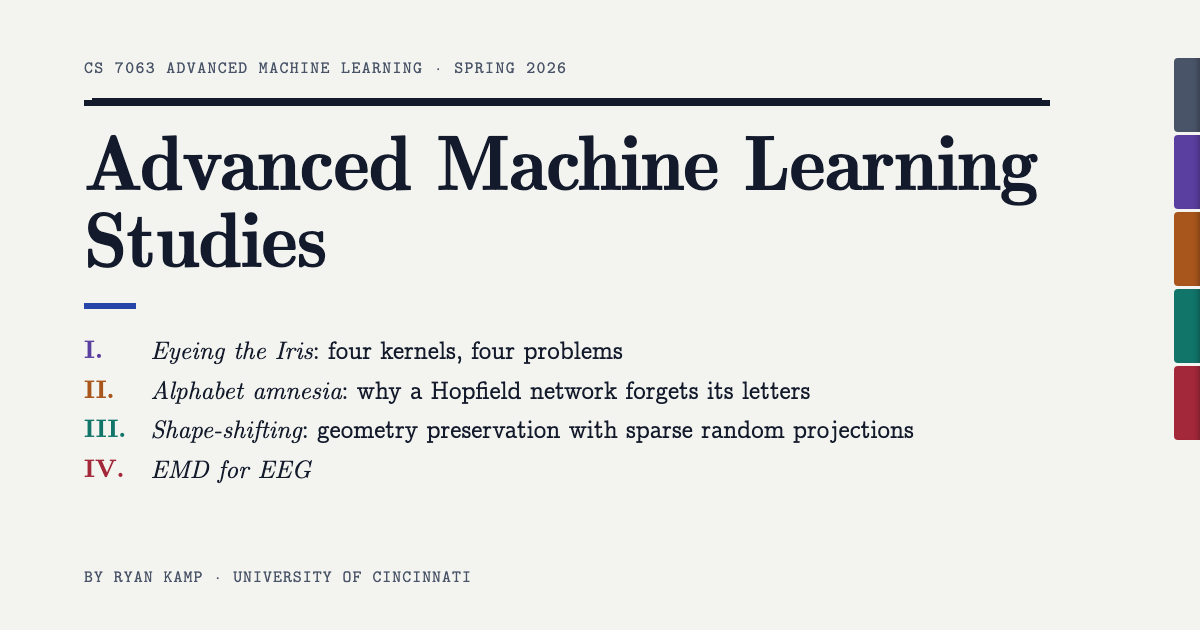 CS 7063 ADVANCED MACHINE LEARNING · SPRING 2026
Advanced Machine Learning
Studies
I. Eyeing the Iris: four kernels, four problems
II. Alphabet amnesia: why a Hopfield network forgets its letters
III. Shape-shifting: geometry preservation with sparse random projections
IV. EMD for EEG
BY RYAN KAMP · UNIVERSITY OF CINCINNATI